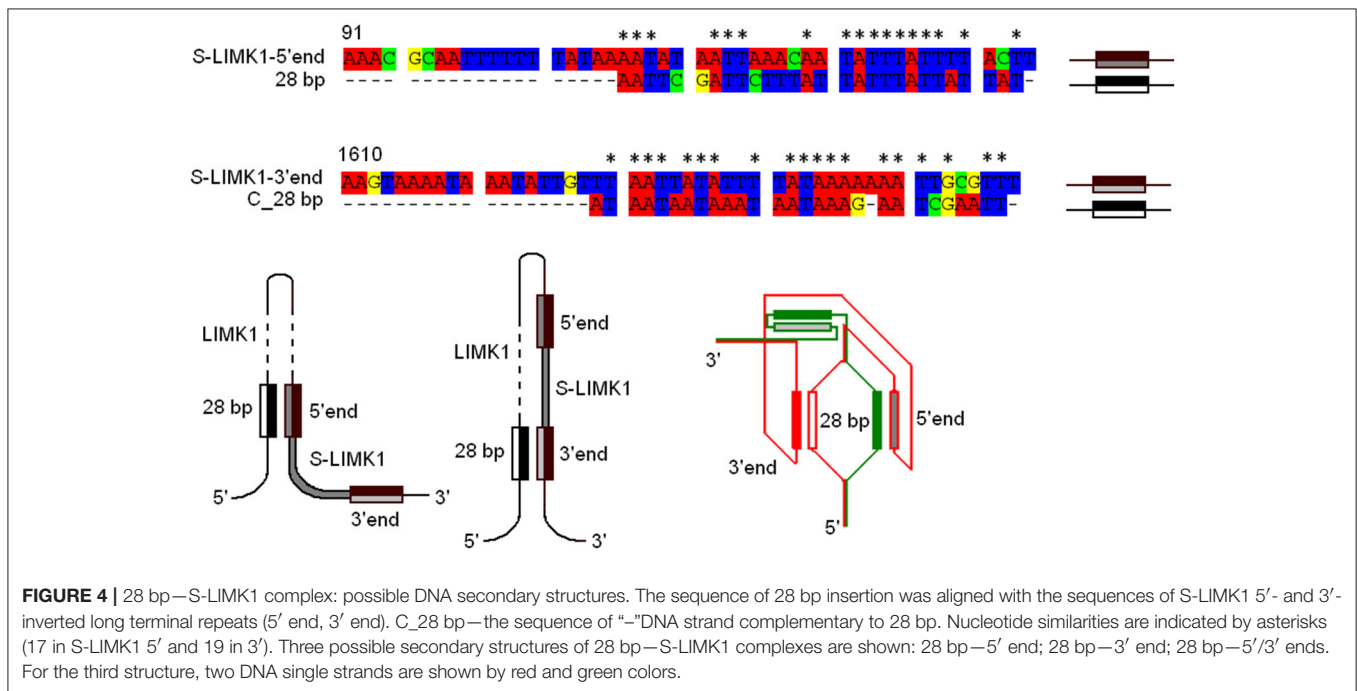 91
*** *** * ******** * *
S-LIMK1-5'end AAAC GCAATTTTTT TATAAAATAT AATTAAACAA TATTTATTTT ACTT
28 bp ---- ---------- -----AATTC GATTCTTTAT TATTTATTAT TAT-
1610
* *** *** * ***** ** * * **
S-LIMK1-3'end AAGTAAAATA AATATTGTTT AATTATATTT TATAAAAAAA TTGCGTTT
C_28 bp ---------- --------AT AATAATAAAT AATAAAG-AA TCGAATT-
LIMK1
28 bp
5'end
S-LIMK1
5'
3'end
3'
LIMK1
5'end
S-LIMK1
28 bp
3'end
5'
3'
3'
28 bp
5'end
3'end
5'
FIGURE 4 | 28 bp—S-LIMK1 complex: possible DNA secondary structures. The sequence of 28 bp insertion was aligned with the sequences of S-LIMK1 5′- and 3′-
inverted long terminal repeats (5′ end, 3′ end). C_28 bp—the sequence of “–”DNA strand complementary to 28 bp. Nucleotide similarities are indicated by asterisks
(17 in S-LIMK1 5′ and 19 in 3′). Three possible secondary structures of 28 bp—S-LIMK1 complexes are shown: 28 bp—5′ end; 28 bp—3′ end; 28 bp—5′/3′ ends.
For the third structure, two DNA single strands are shown by red and green colors.